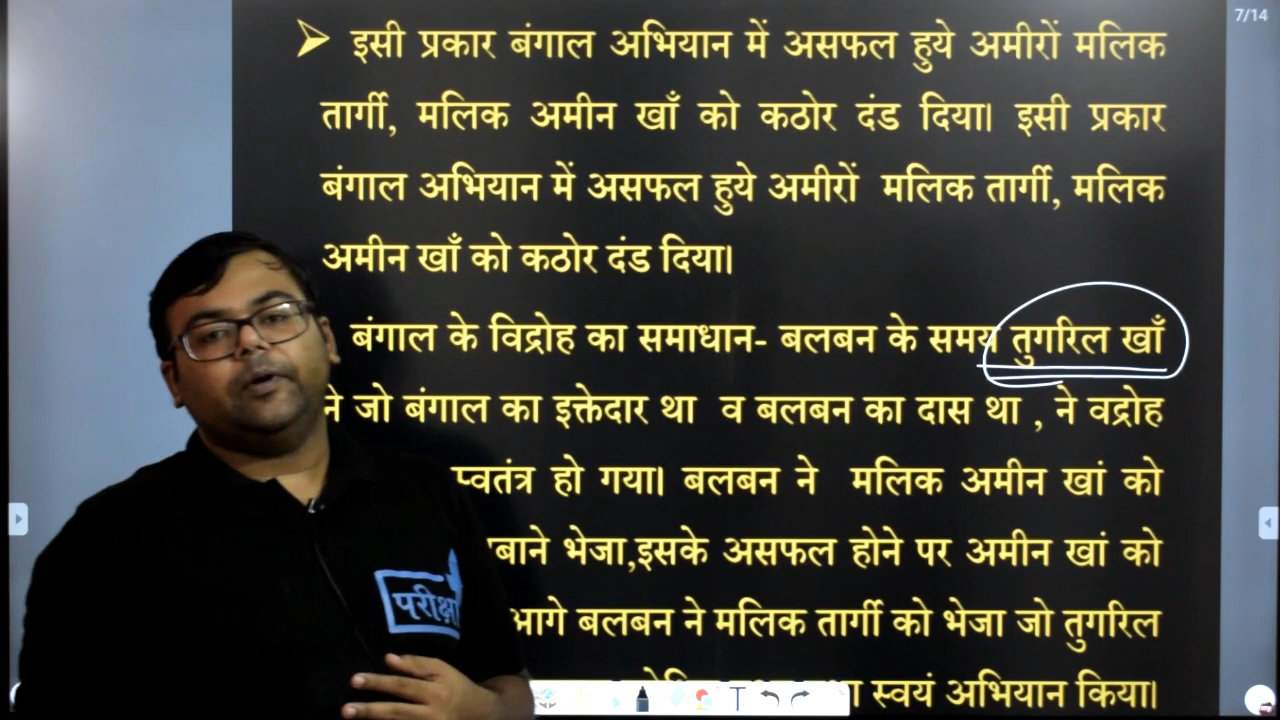 7/14
➤ इसी प्रकार बंगाल अभियान में असफल हुये अमीरों मलिक
तार्गी, मलिक अमीन खाँ को कठोर दंड दिया। इसी प्रकार
बंगाल अभियान में असफल हुये अमीरों मलिक तार्गी, मलिक
अमीन खाँ को कठोर दंड दिया।
बंगाल के विद्रोह का समाधान- बलबन के समय तुगरिल खाँ
ने जो बंगाल का इक्तेदार था व बलबन का दास था , ने वद्रोह
स्वतंत्र हो गया। बलबन ने मलिक अमीन खां को
भेजा,इसके असफल होने पर अमीन खां को
आगे बलबन ने मलिक तार्गी को भेजा जो तुगरिल
स्वयं अभियान किया।
परीक्षा
T